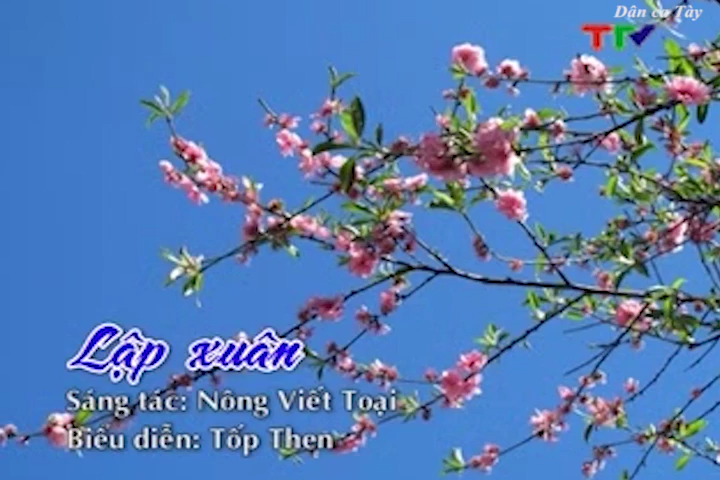 Dân ca Tày
TTV
Lập xuân
Sáng tác: Nông Viết Toại
Biểu diễn: Tốp Then